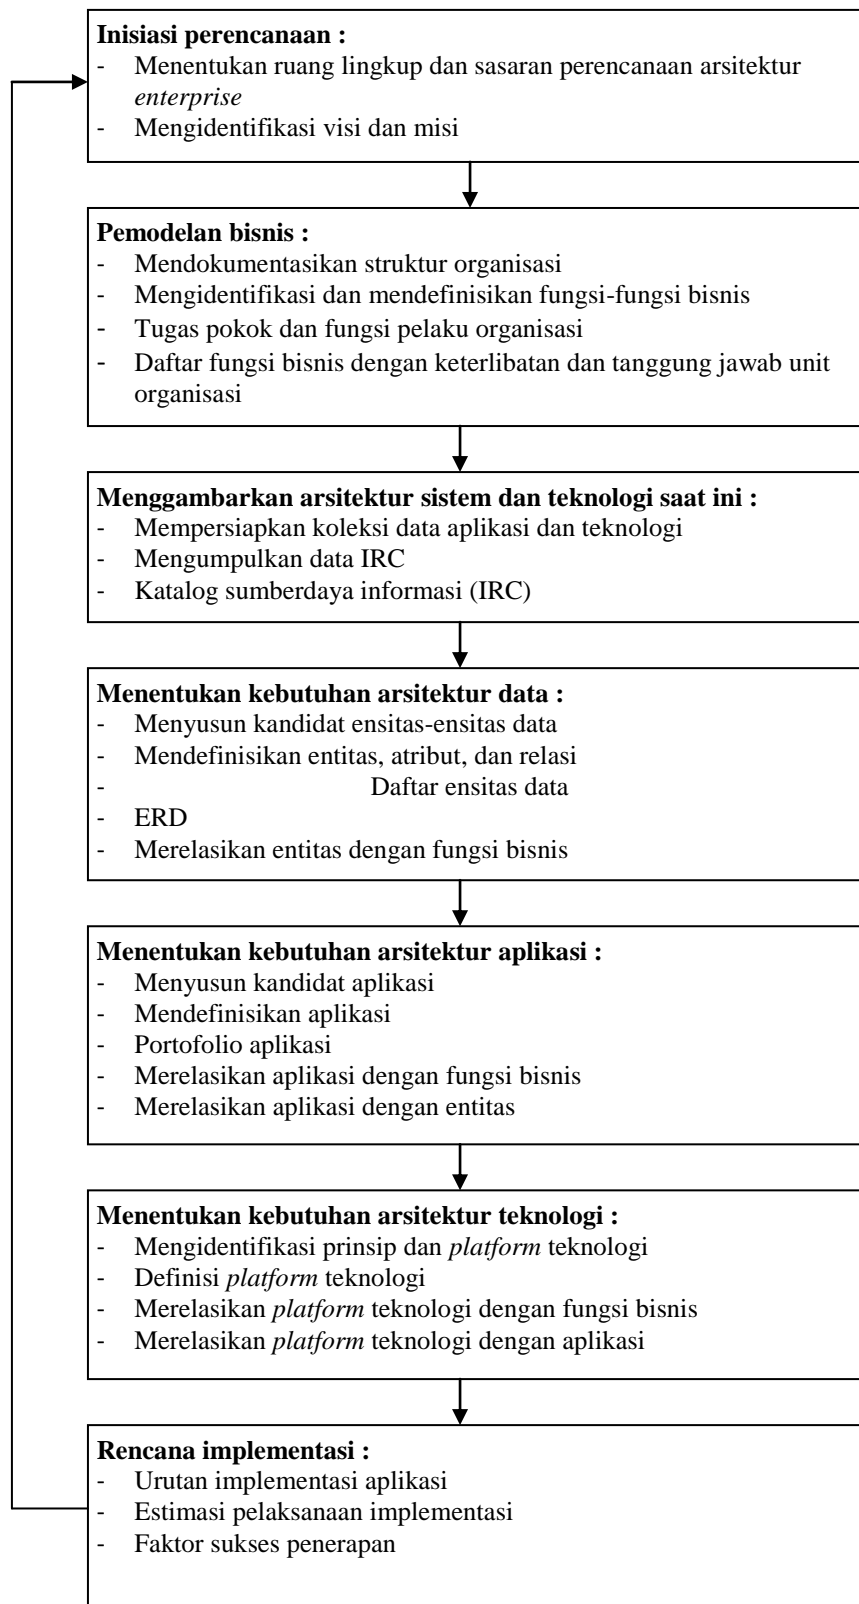 Inisiasi perencanaan :
- Menentukan ruang lingkup dan sasaran perencanaan arsitektur
enterprise
- Mengidentifikasi visi dan misi
Pemodelan bisnis :
- Mendokumentasikan struktur organisasi
- Mengidentifikasi dan mendefinisikan fungsi-fungsi bisnis
- Tugas pokok dan fungsi pelaku organisasi
- Daftar fungsi bisnis dengan keterlibatan dan tanggung jawab unit
organisasi
Menggambarkan arsitektur sistem dan teknologi saat ini :
- Mempersiapkan koleksi data aplikasi dan teknologi
- Mengumpulkan data IRC
- Katalog sumberdaya informasi (IRC)
Menentukan kebutuhan arsitektur data :
- Menyusun kandidat ensitas-ensitas data
- Mendefinisikan entitas, atribut, dan relasi
- Daftar ensitas data
- ERD
- Merelasikan entitas dengan fungsi bisnis
Menentukan kebutuhan arsitektur aplikasi :
- Menyusun kandidat aplikasi
- Mendefinisikan aplikasi
- Portofolio aplikasi
- Merelasikan aplikasi dengan fungsi bisnis
- Merelasikan aplikasi dengan entitas
Menentukan kebutuhan arsitektur teknologi :
- Mengidentifikasi prinsip dan platform teknologi
- Definisi platform teknologi
- Merelasikan platform teknologi dengan fungsi bisnis
- Merelasikan platform teknologi dengan aplikasi
Rencana implementasi :
- Urutan implementasi aplikasi
- Estimasi pelaksanaan implementasi
- Faktor sukses penerapan